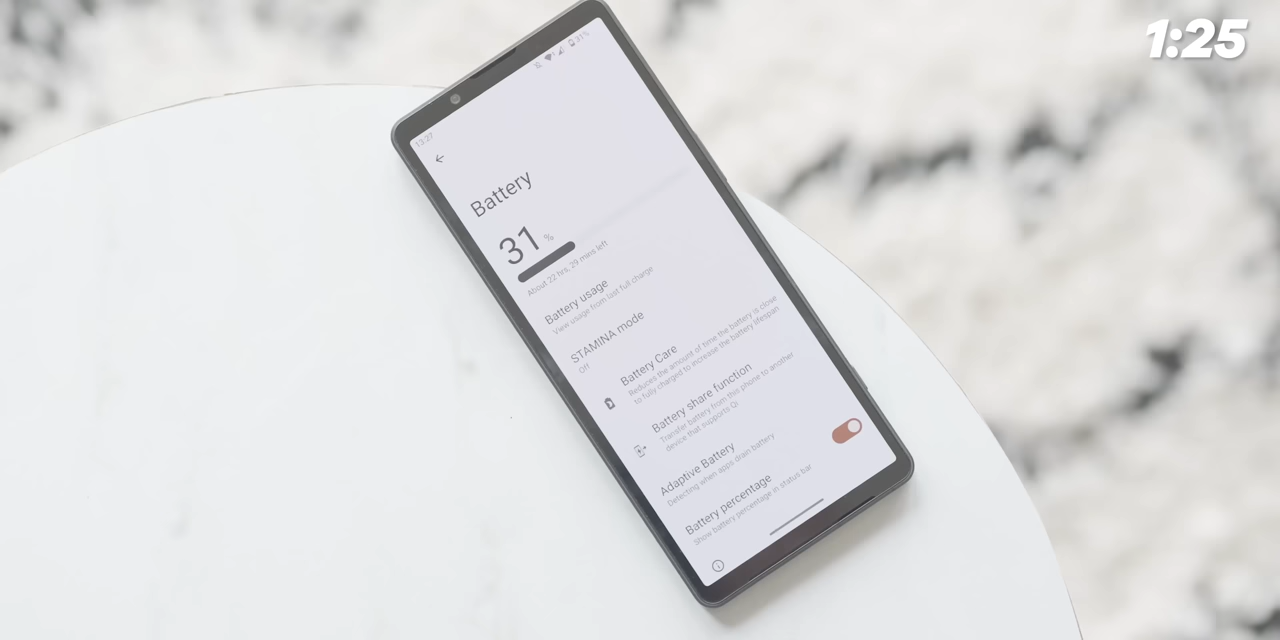 1:25
31%
13:27
Battery
31 %
About 22 hrs, 29 mins left
Battery usage
View usage from last full charge
STAMINA mode
Off
Battery Care
Reduces the amount of time the battery is close
to fully charged to increase the battery lifespan
Battery share function
Transfer battery from this phone to another
device that supports Qi
Adaptive Battery
Detecting when apps drain battery
Battery percentage
Show battery percentage in status bar